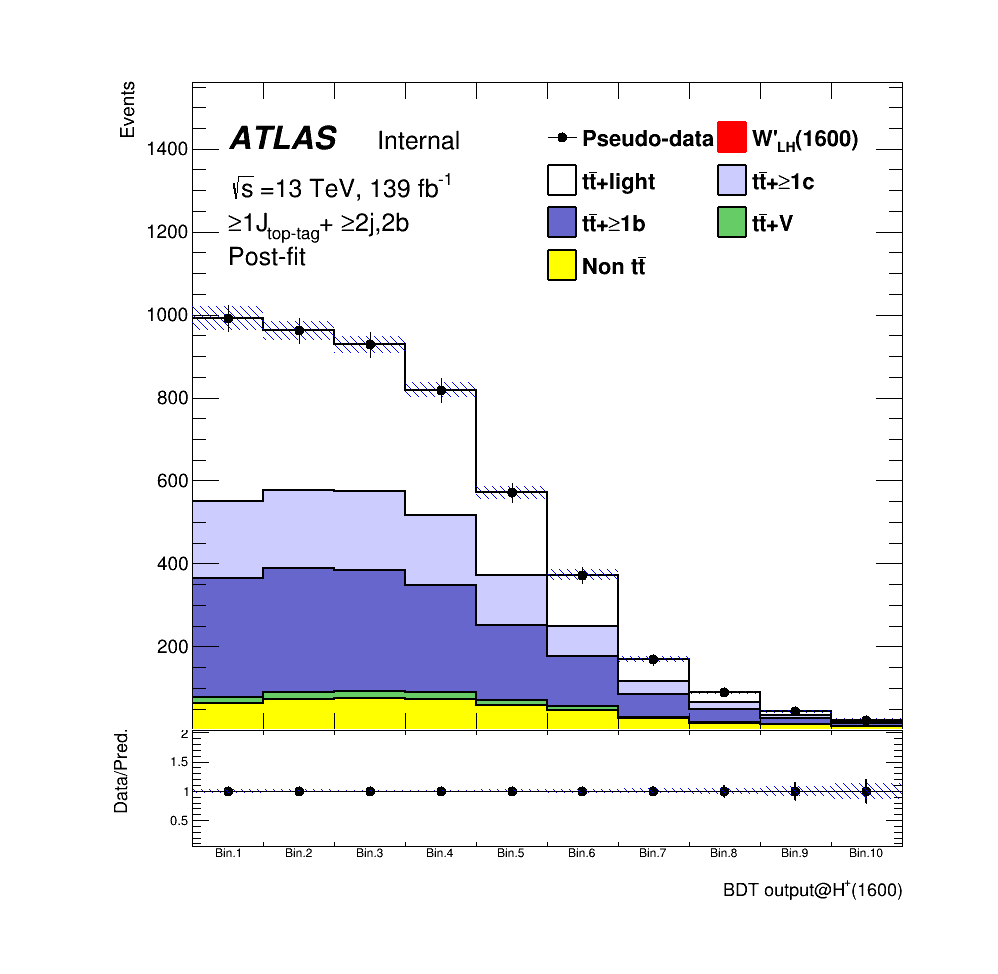 Events
1400
1200
1000
800
600
400
200
ATLAS Internal
√s =13 TeV, 139 fb⁻¹
≥1J_top-tag + ≥2j,2b
Post-fit
Pseudo-data
W'_LH(1600)
tt̄+light
tt̄+≥1c
tt̄+≥1b
tt̄+V
Non tt̄
Data/Pred.
2
1.5
1
0.5
Bin.1 Bin.2 Bin.3 Bin.4 Bin.5 Bin.6 Bin.7 Bin.8 Bin.9 Bin.10
BDT output@H⁺(1600)